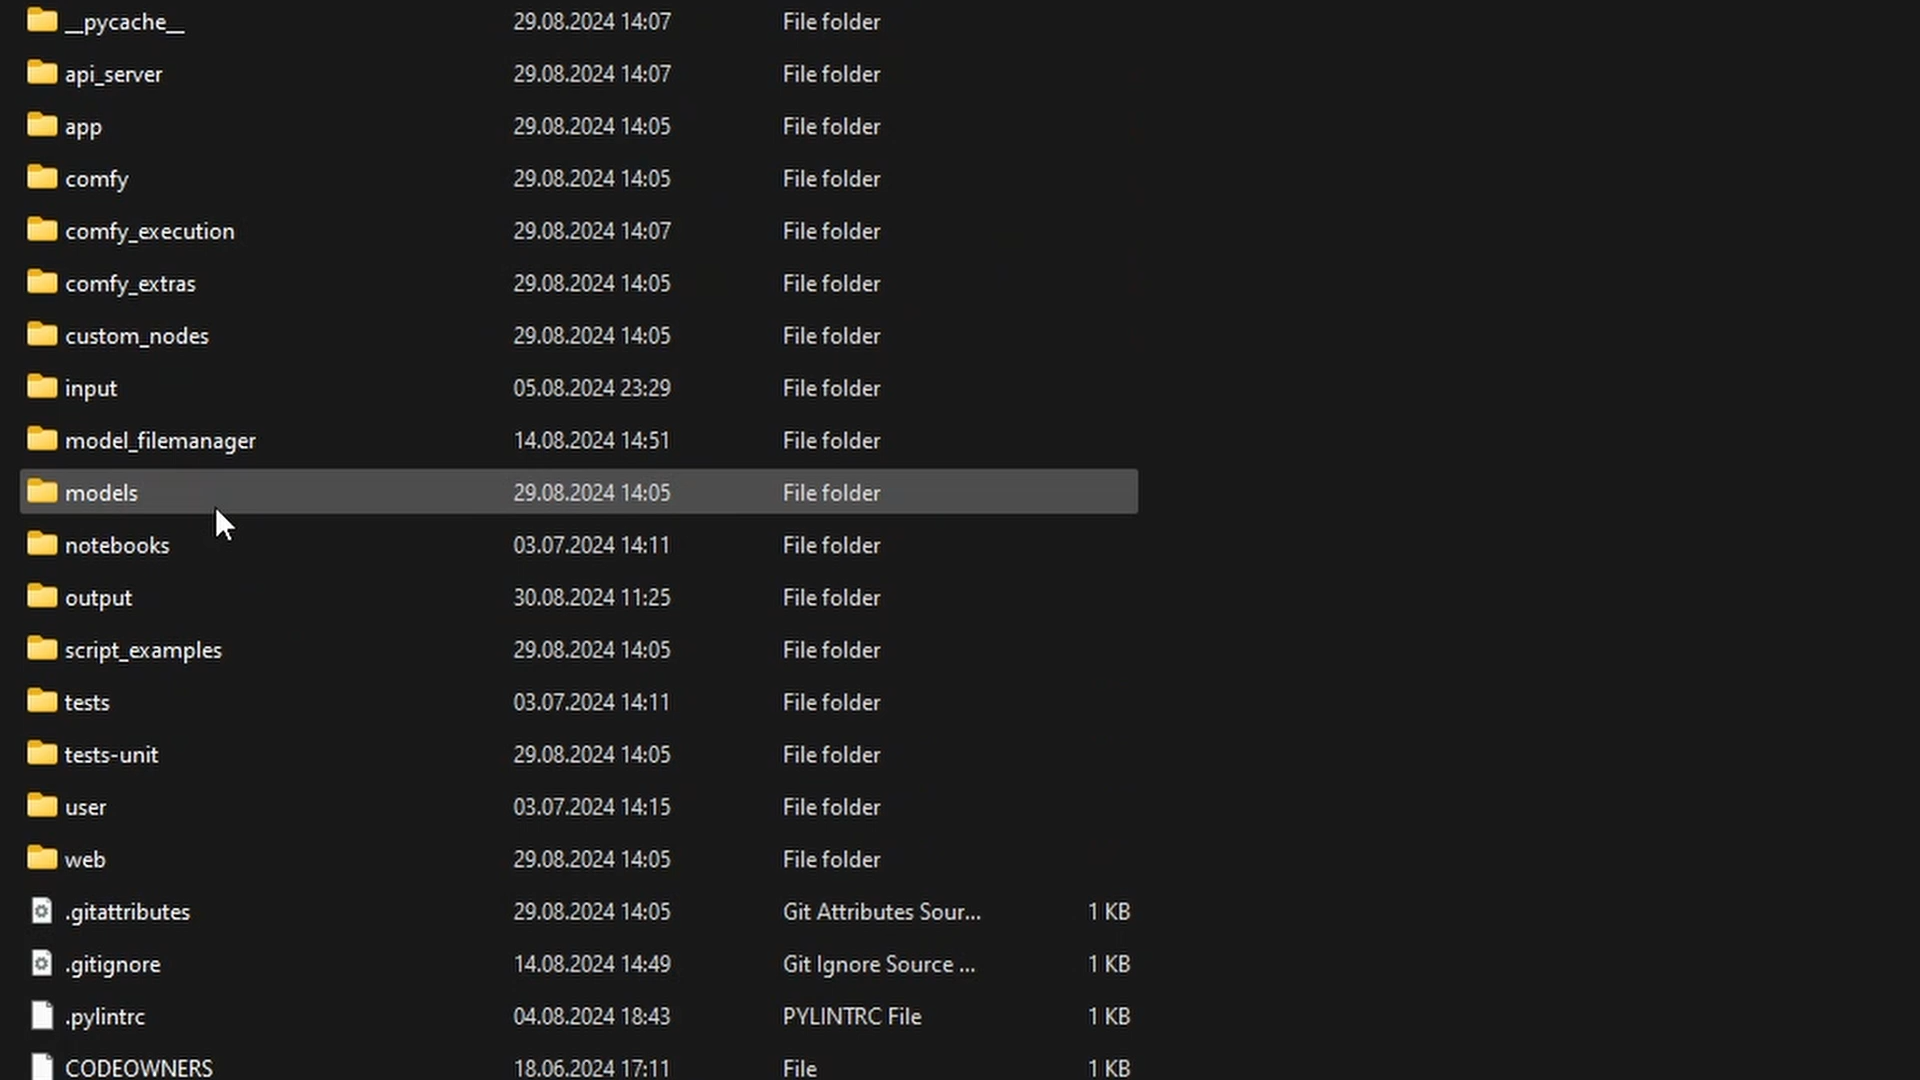 __pycache__ 29.08.2024 14:07 File folder
api_server 29.08.2024 14:07 File folder
app 29.08.2024 14:05 File folder
comfy 29.08.2024 14:05 File folder
comfy_execution 29.08.2024 14:07 File folder
comfy_extras 29.08.2024 14:05 File folder
custom_nodes 29.08.2024 14:05 File folder
input 05.08.2024 23:29 File folder
model_filemanager 14.08.2024 14:51 File folder
models 29.08.2024 14:05 File folder
notebooks 03.07.2024 14:11 File folder
output 30.08.2024 11:25 File folder
script_examples 29.08.2024 14:05 File folder
tests 03.07.2024 14:11 File folder
tests-unit 29.08.2024 14:05 File folder
user 03.07.2024 14:15 File folder
web 29.08.2024 14:05 File folder
.gitattributes 29.08.2024 14:05 Git Attributes Sour... 1 KB
.gitignore 14.08.2024 14:49 Git Ignore Source ... 1 KB
.pylintrc 04.08.2024 18:43 PYLINTRC File 1 KB
CODEOWNERS 18.06.2024 17:11 File 1 KB